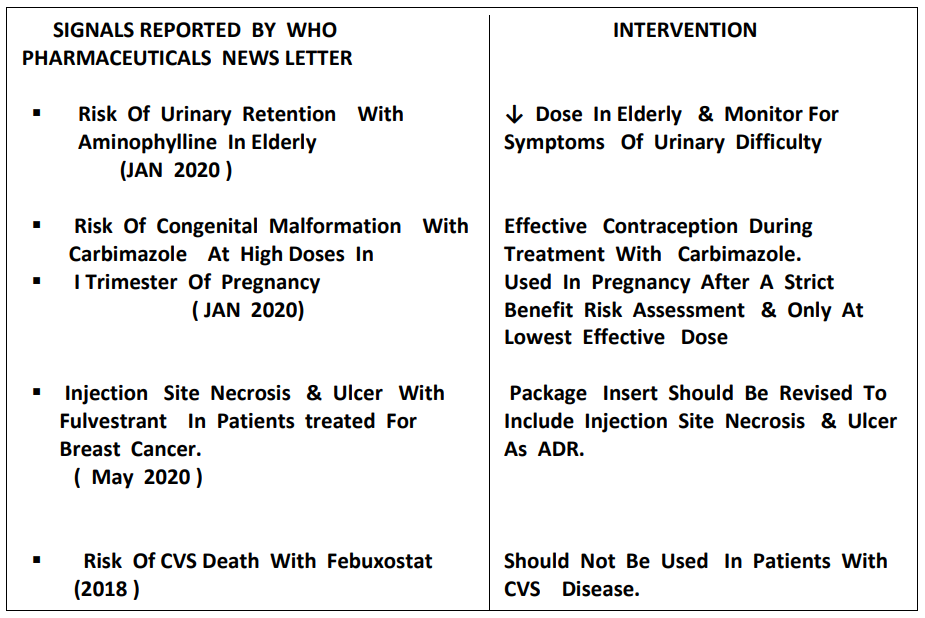 SIGNALS REPORTED BY WHO
PHARMACEUTICALS NEWS LETTER
INTERVENTION
▪ Risk Of Urinary Retention With
Aminophylline In Elderly
(JAN 2020 )
↓ Dose In Elderly & Monitor For
Symptoms Of Urinary Difficulty
▪ Risk Of Congenital Malformation With
Carbimazole At High Doses In
▪ I Trimester Of Pregnancy
( JAN 2020)
Effective Contraception During
Treatment With Carbimazole.
Used In Pregnancy After A Strict
Benefit Risk Assessment & Only At
Lowest Effective Dose
▪ Injection Site Necrosis & Ulcer With
Fulvestrant In Patients treated For
Breast Cancer.
( May 2020 )
Package Insert Should Be Revised To
Include Injection Site Necrosis & Ulcer
As ADR.
▪ Risk Of CVS Death With Febuxostat
(2018 )
Should Not Be Used In Patients With
CVS Disease.